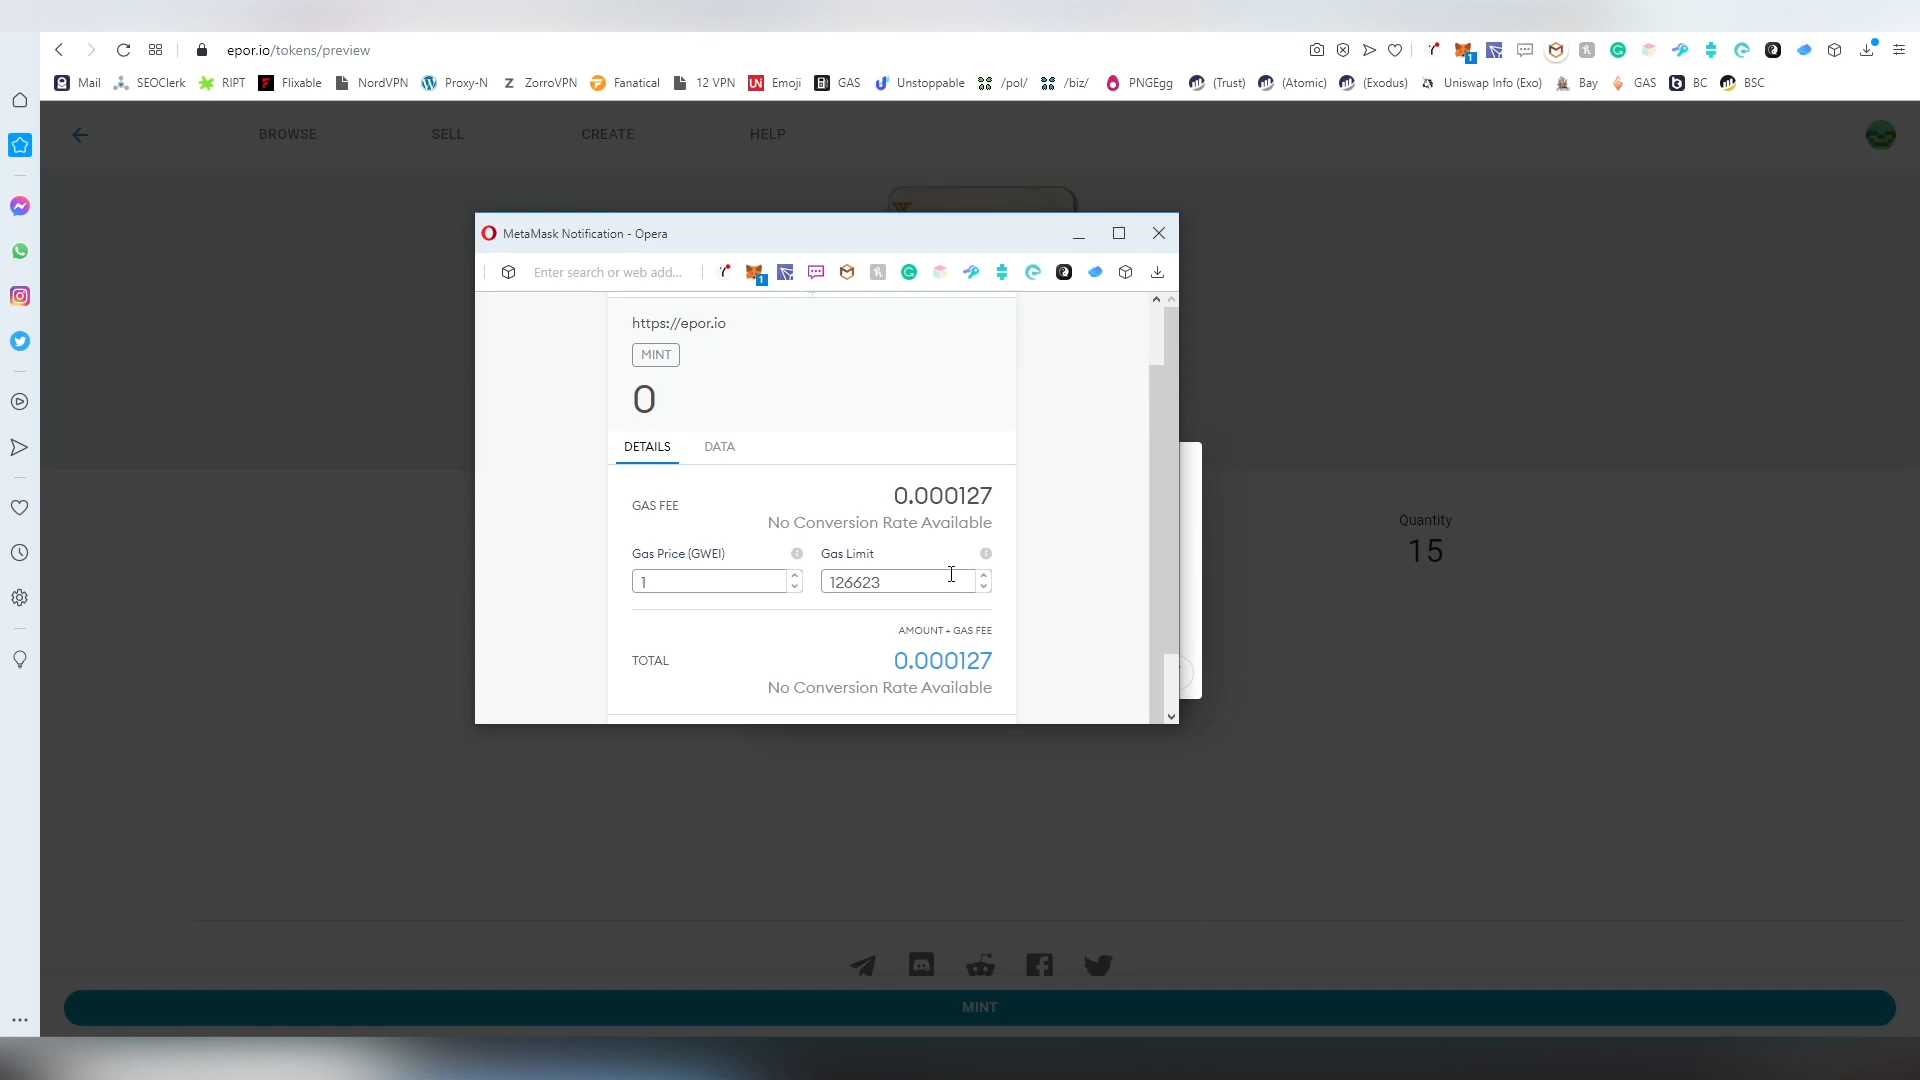 epor.io/tokens/preview
1
Mail SEOClerk RIPT Flixable NordVPN Proxy-N ZorroVPN Fanatical 12 VPN Emoji GAS Unstoppable /pol/ /biz/ PNGEgg (Trust) (Atomic) (Exodus) Uniswap Info (Exo) Bay GAS BC BSC
BROWSE SELL CREATE HELP
MetaMask Notification - Opera
Enter search or web add...
1
https://epor.io
MINT
0
DETAILS DATA
GAS FEE 0.000127
No Conversion Rate Available
Gas Price (GWEI) Gas Limit
1 126623
AMOUNT + GAS FEE
TOTAL 0.000127
No Conversion Rate Available
Quantity
15
MINT